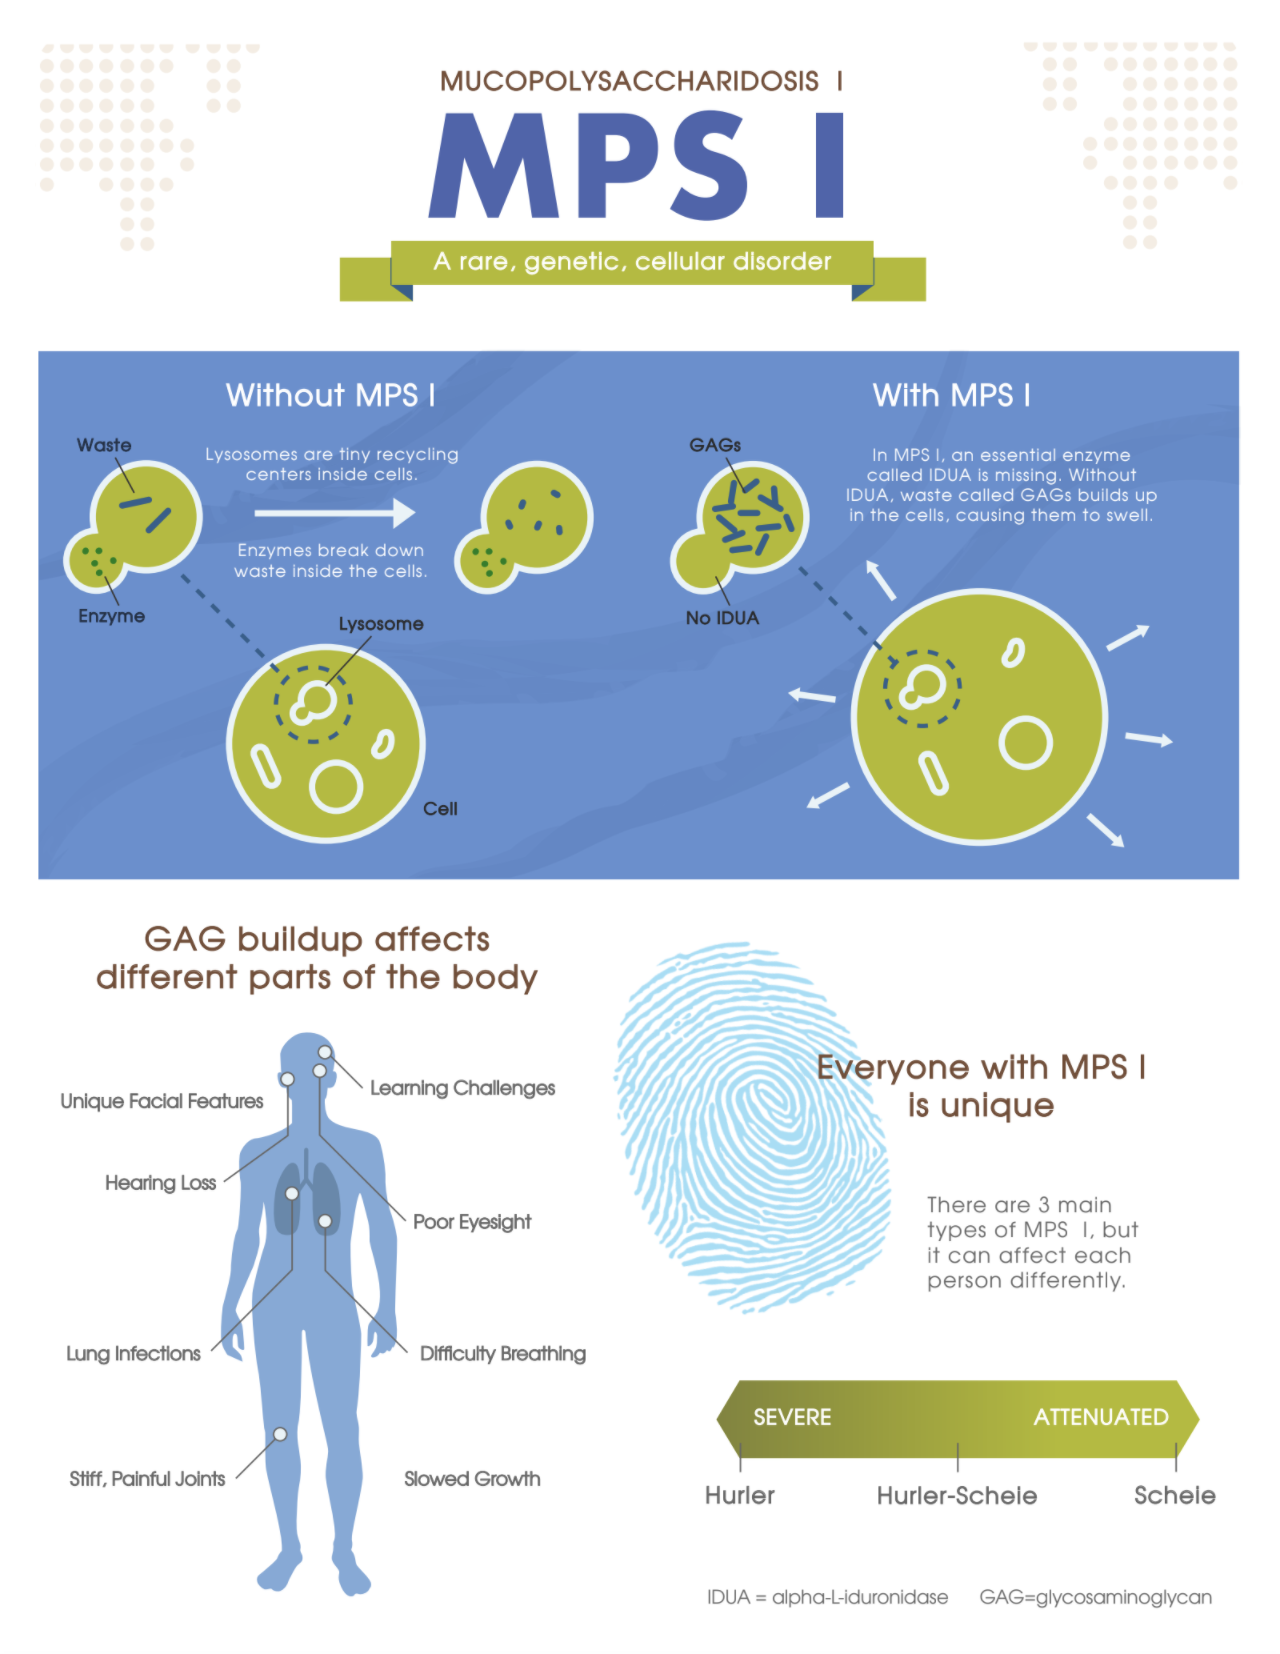 MUCOPOLYSACCHARIDOSIS I
MPS I
A rare, genetic, cellular disorder
Without MPS I
Waste
Lysosomes are tiny recycling
centers inside cells.
Enzymes break down
waste inside the cells.
Enzyme
Lysosome
Cell
With MPS I
GAGs
In MPS I, an essential enzyme
called IDUA is missing. Without
IDUA, waste called GAGs builds up
in the cells, causing them to swell.
No IDUA
GAG buildup affects
different parts of the body
Learning Challenges
Unique Facial Features
Hearing Loss
Poor Eyesight
Lung Infections
Difficulty Breathing
Stiff, Painful Joints
Slowed Growth
Everyone with MPS I
is unique
There are 3 main
types of MPS I, but
it can affect each
person differently.
SEVERE
ATTENUATED
Hurler
Hurler-Scheie
Scheie
IDUA = alpha-L-iduronidase
GAG=glycosaminoglycan